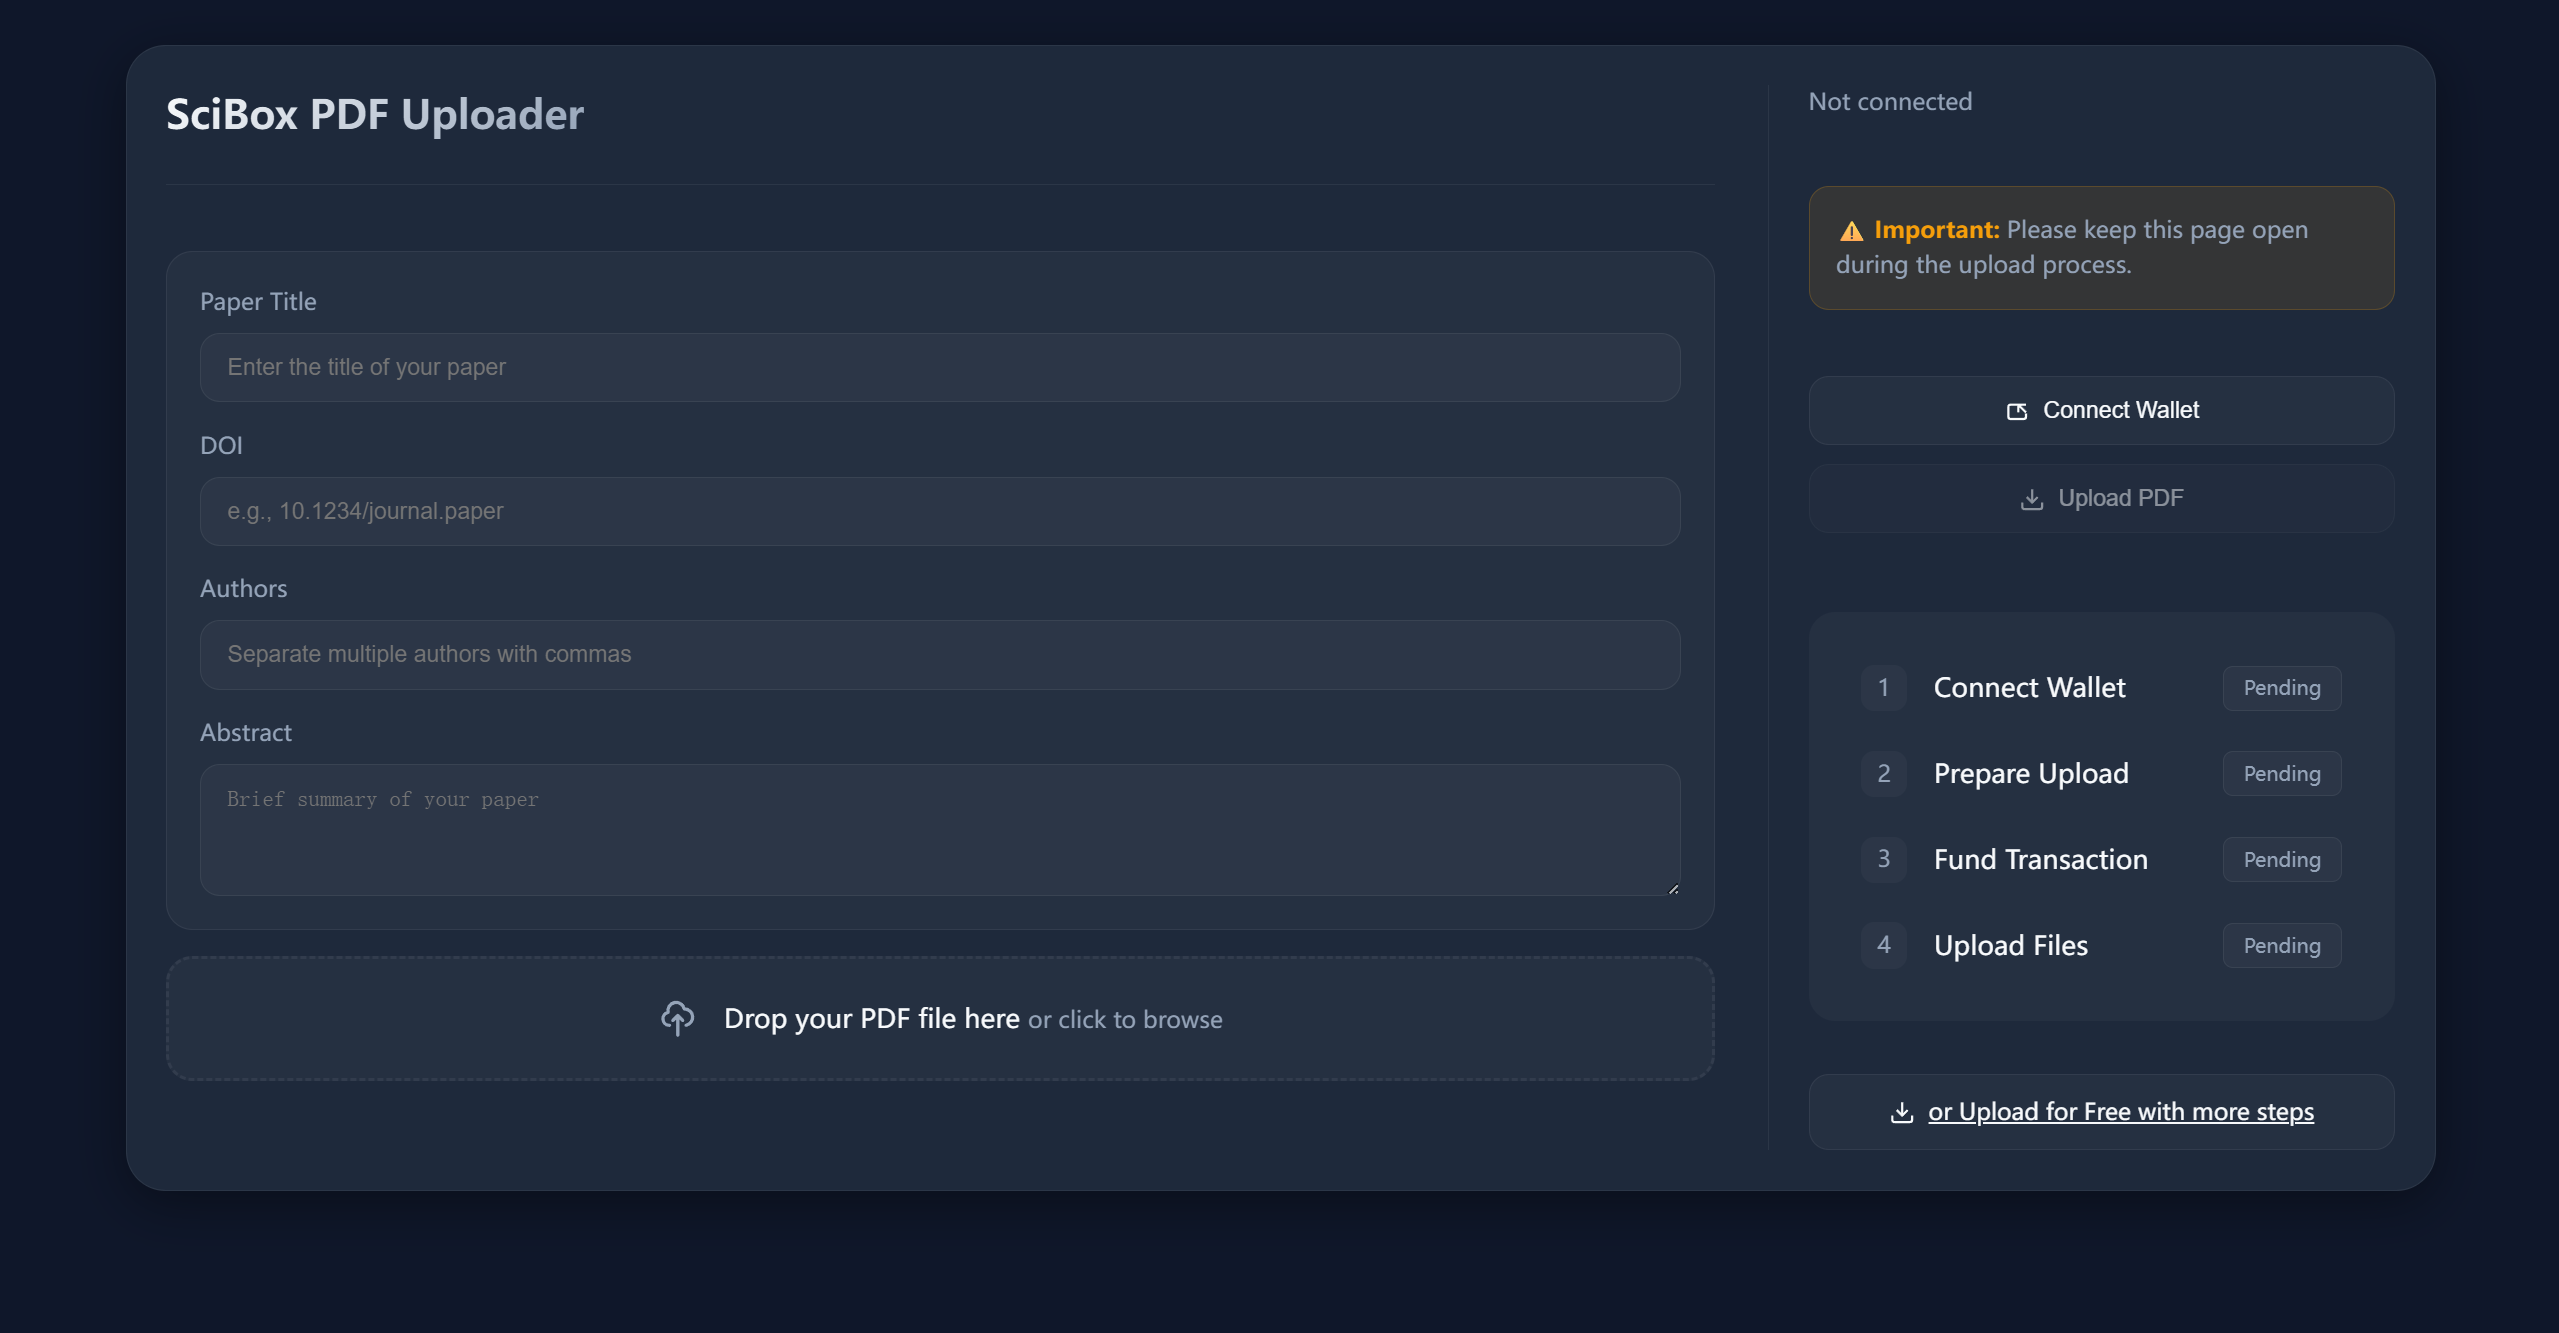 SciBox PDF Uploader
Paper Title
Enter the title of your paper
DOI
e.g., 10.1234/journal.paper
Authors
Separate multiple authors with commas
Abstract
Brief summary of your paper
Drop your PDF file here or click to browse
Not connected
⚠️ Important: Please keep this page open
during the upload process.
Connect Wallet
Upload PDF
1 Connect Wallet Pending
2 Prepare Upload Pending
3 Fund Transaction Pending
4 Upload Files Pending
or Upload for Free with more steps